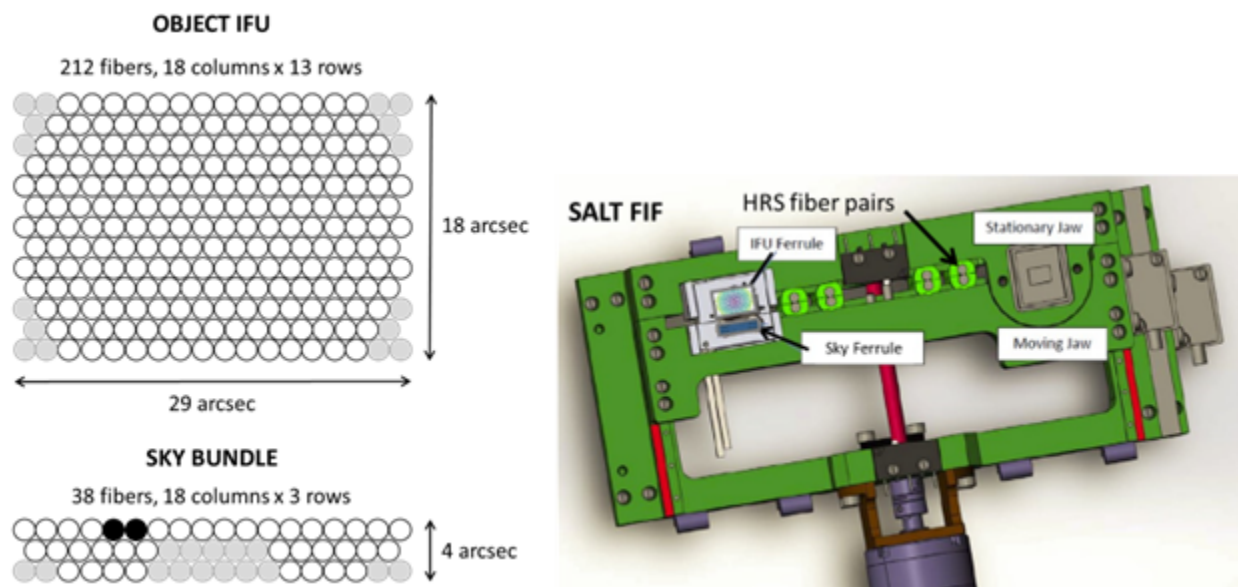 OBJECT IFU
212 fibers, 18 columns x 13 rows
18 arcsec
29 arcsec
SKY BUNDLE
38 fibers, 18 columns x 3 rows
4 arcsec
SALT FIF
HRS fiber pairs
IFU Ferrule
Stationary Jaw
Sky Ferrule
Moving Jaw